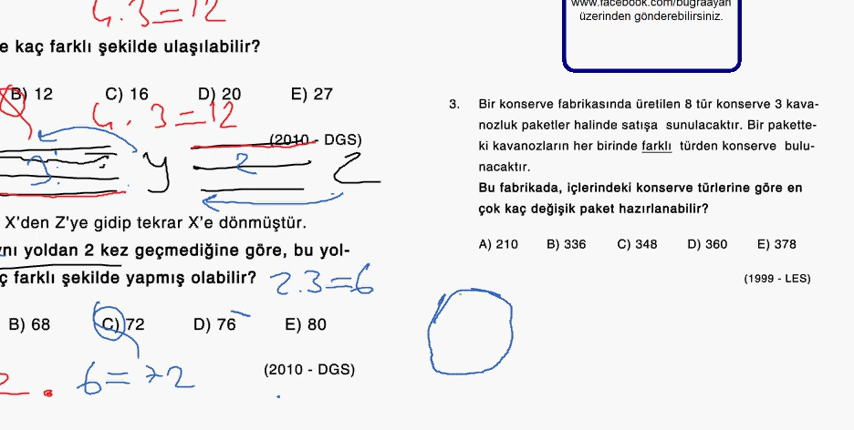 4.3=12
e kaç farklı şekilde ulaşılabilir?
B) 12 C) 16 D) 20 E) 27
4.3=12
(2010 - DGS)
3 y 2 Z
X'den Z'ye gidip tekrar X'e dönmüştür.
nı yoldan 2 kez geçmediğine göre, bu yol-
ç farklı şekilde yapmış olabilir? 2.3=6
B) 68 C) 72 D) 76 E) 80
. 6=72
(2010 - DGS)
www.facebook.com/bugraayan
üzerinden gönderebilirsiniz.
3. Bir konserve fabrikasında üretilen 8 tür konserve 3 kava-
nozluk paketler halinde satışa sunulacaktır. Bir pakette-
ki kavanozların her birinde farklı türden konserve bulu-
nacaktır.
Bu fabrikada, içlerindeki konserve türlerine göre en
çok kaç değişik paket hazırlanabilir?
A) 210 B) 336 C) 348 D) 360 E) 378
(1999 - LES)